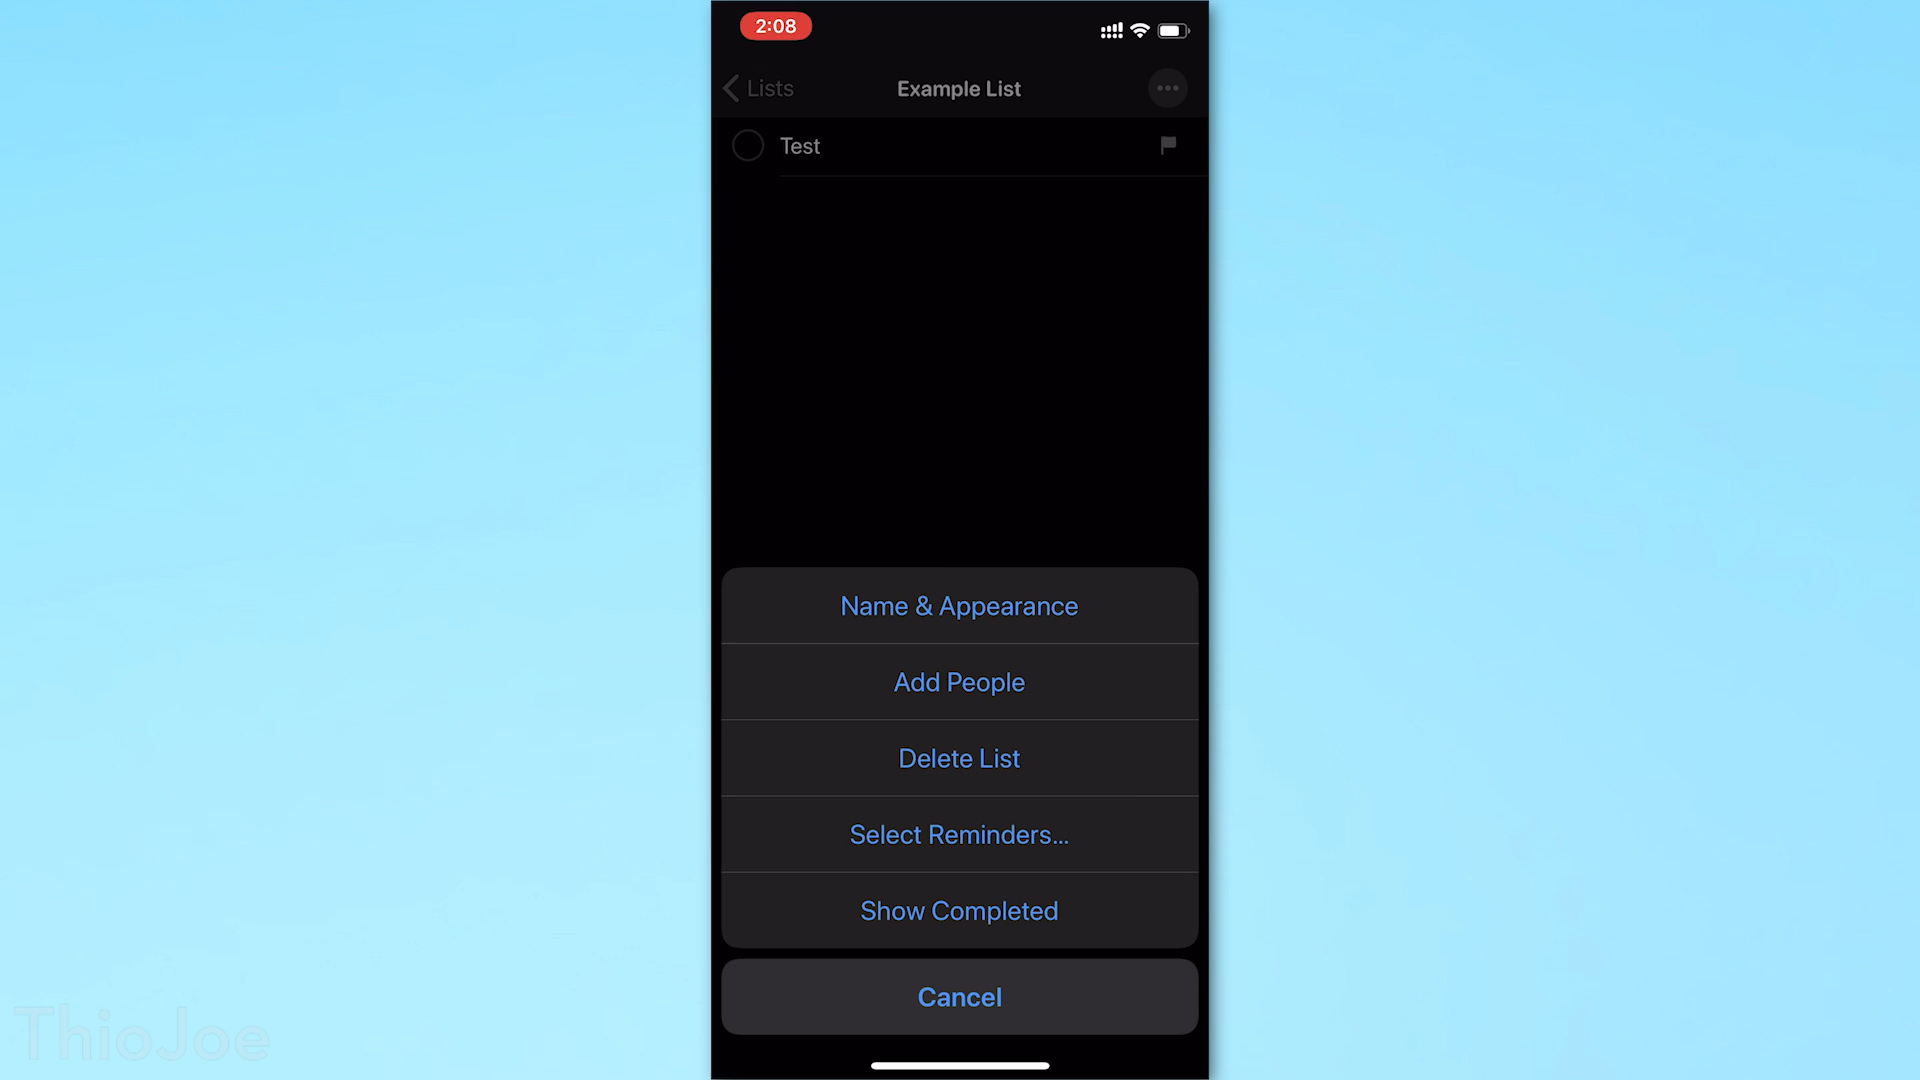 2:08
Lists
Example List
Test
Name & Appearance
Add People
Delete List
Select Reminders...
Show Completed
Cancel
ThioJoe